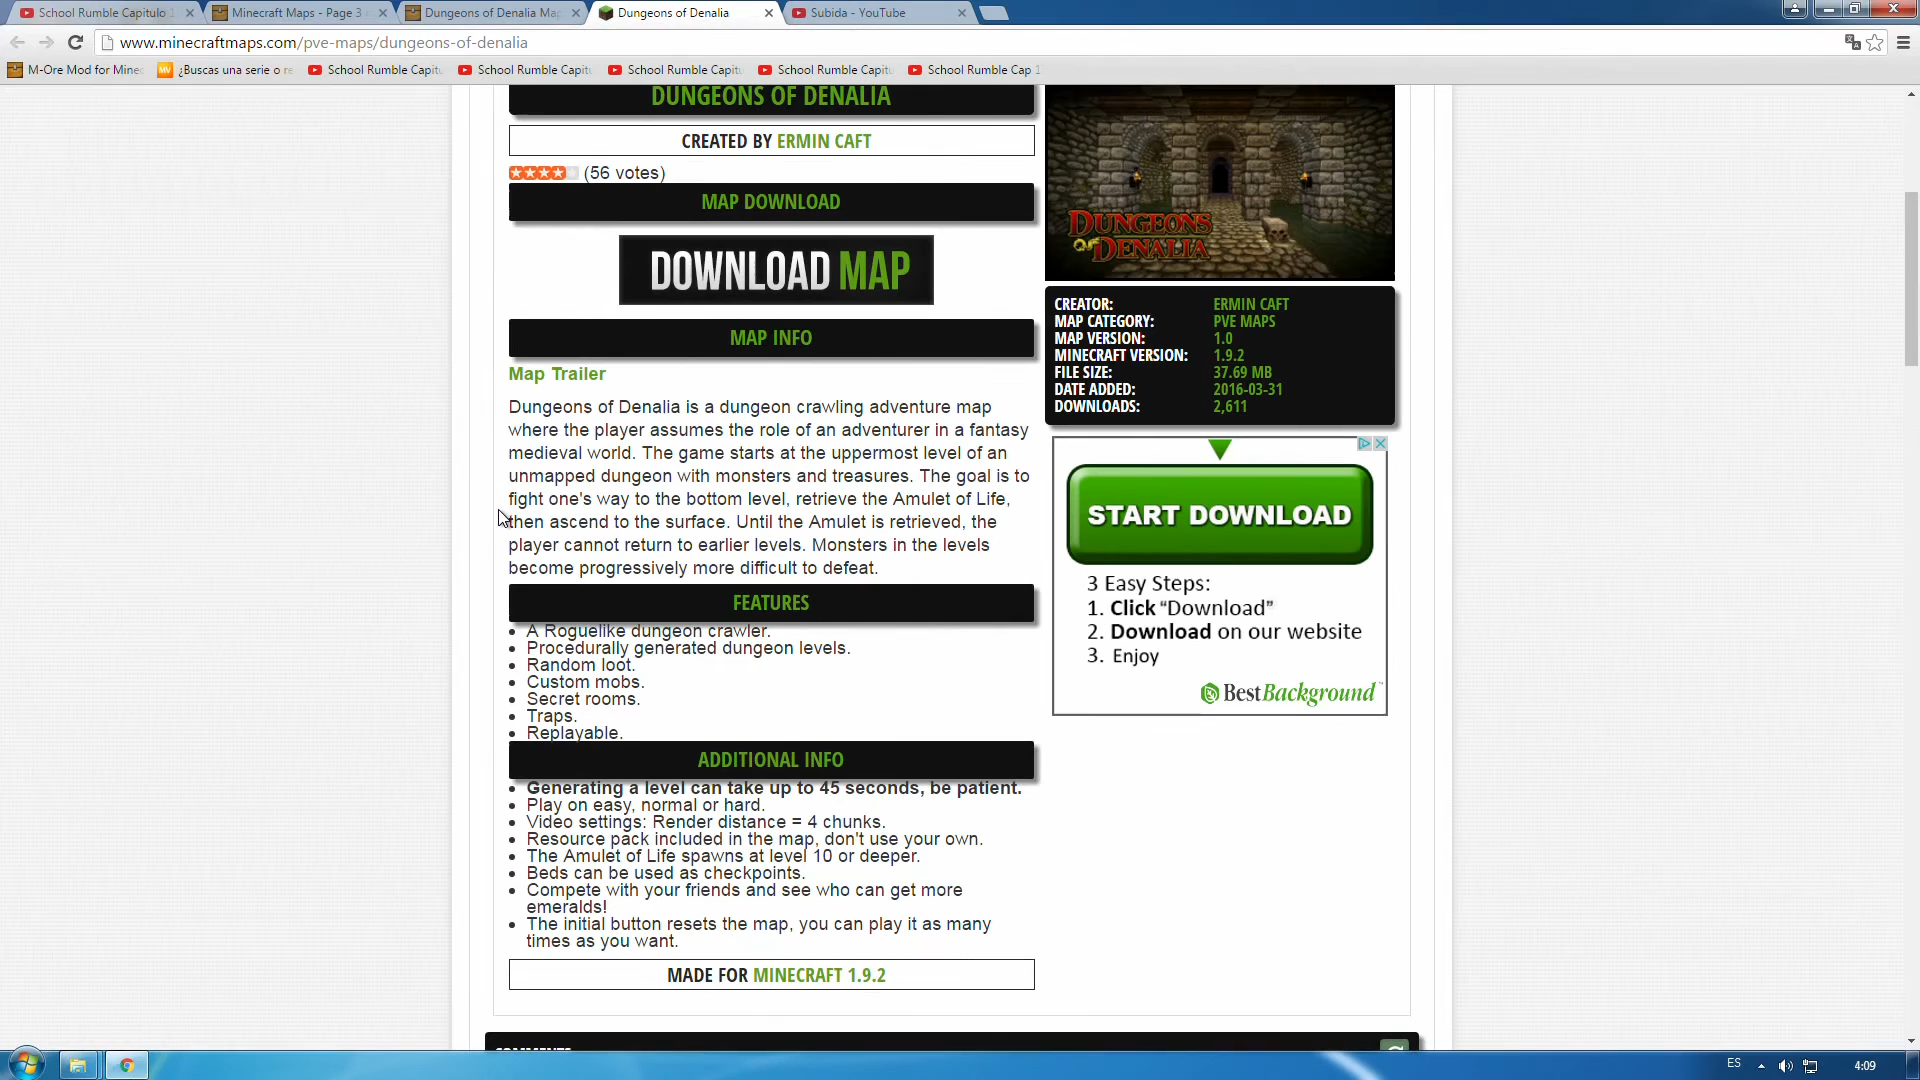 School Rumble Capitulo 1
Minecraft Maps - Page 3
Dungeons of Denalia Ma
Dungeons of Denalia
Subida - YouTube
www.minecraftmaps.com/pve-maps/dungeons-of-denalia
M-Ore Mod for Minec
¿Buscas una serie o re
School Rumble Capitu
School Rumble Capitu
School Rumble Capitu
School Rumble Capitu
School Rumble Cap 1
DUNGEONS OF DENALIA
CREATED BY ERMIN CAFT
(56 votes)
MAP DOWNLOAD
DOWNLOAD MAP
MAP INFO
Map Trailer
Dungeons of Denalia is a dungeon crawling adventure map
where the player assumes the role of an adventurer in a fantasy
medieval world. The game starts at the uppermost level of an
unmapped dungeon with monsters and treasures. The goal is to
fight one's way to the bottom level, retrieve the Amulet of Life,
then ascend to the surface. Until the Amulet is retrieved, the
player cannot return to earlier levels. Monsters in the levels
become progressively more difficult to defeat.
FEATURES
• A Roguelike dungeon crawler.
• Procedurally generated dungeon levels.
• Random loot.
• Custom mobs.
• Secret rooms.
• Traps.
• Replayable.
ADDITIONAL INFO
• Generating a level can take up to 45 seconds, be patient.
• Play on easy, normal or hard.
• Video settings: Render distance = 4 chunks.
• Resource pack included in the map, don't use your own.
• The Amulet of Life spawns at level 10 or deeper.
• Beds can be used as checkpoints.
• Compete with your friends and see who can get more
emeralds!
• The initial button resets the map, you can play it as many
times as you want.
MADE FOR MINECRAFT 1.9.2
DUNGEONS
OF DENALIA
CREATOR: ERMIN CAFT
MAP CATEGORY: PVE MAPS
MAP VERSION: 1.0
MINECRAFT VERSION: 1.9.2
FILE SIZE: 37.69 MB
DATE ADDED: 2016-03-31
DOWNLOADS: 2,611
START DOWNLOAD
3 Easy Steps:
1. Click "Download"
2. Download on our website
3. Enjoy
BestBackground™
ES
4:09